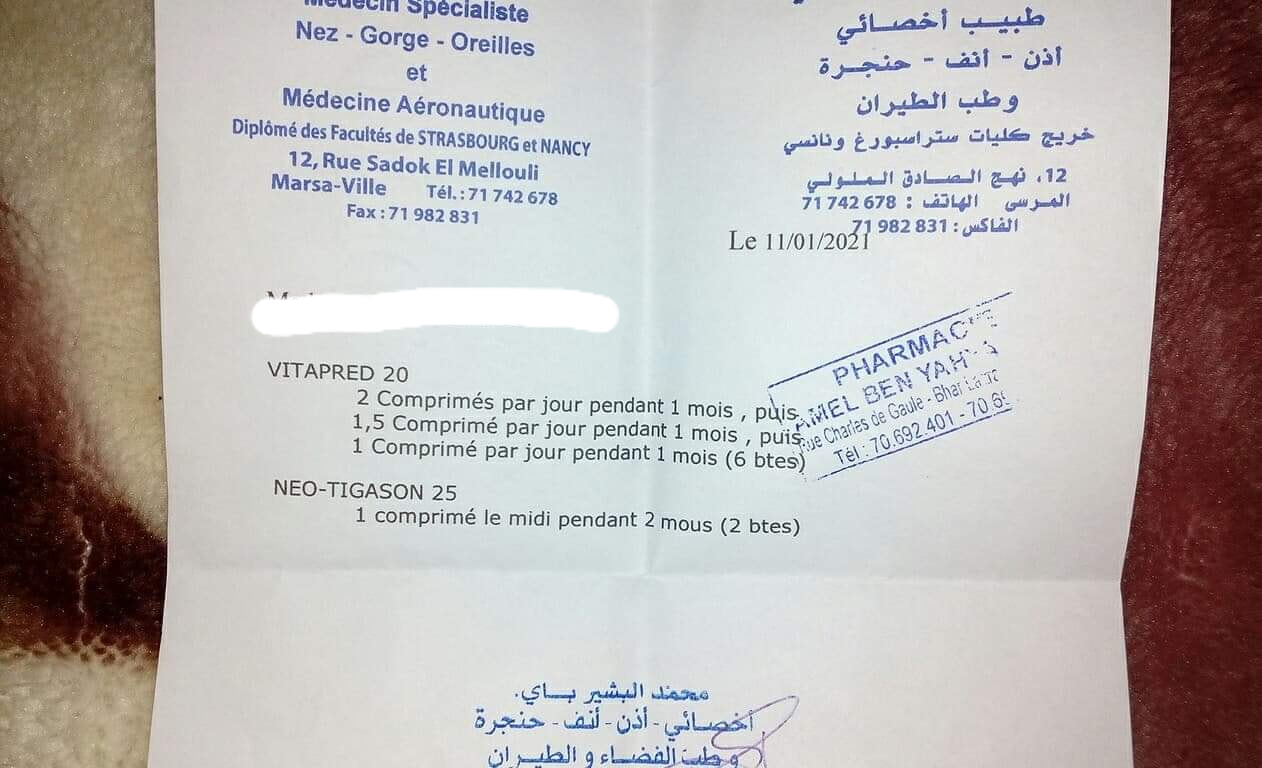 Médecin Spécialiste
Nez - Gorge - Oreilles
et
Médecine Aéronautique
Diplômé des Facultés de STRASBOURG et NANCY
12, Rue Sadok El Mellouli
Marsa-Ville Tél.: 71 742 678
Fax : 71 982 831
طبيب أخصائي
أذن - أنف - حنجرة
وطب الطيران
خريج كليات ستراسبورغ ونانسي
12، نهج الصادق الملولي
المرسى الهاتف : 678 742 71
الفاكس : 831 982 71
Le 11/01/2021
PHARMACIE
AMEL BEN YAH
Rue Charles de Gaule - Bhar
Tél : 70.692.401 - 70.69
VITAPRED 20
2 Comprimés par jour pendant 1 mois , puis
1,5 Comprimé par jour pendant 1 mois , puis
1 Comprimé par jour pendant 1 mois (6 btes)
NEO-TIGASON 25
1 comprimé le midi pendant 2 mous (2 btes)
محمد البشير باي.
أخصائي - أذن - أنف - حنجرة
وطب الفضاء و الطيران